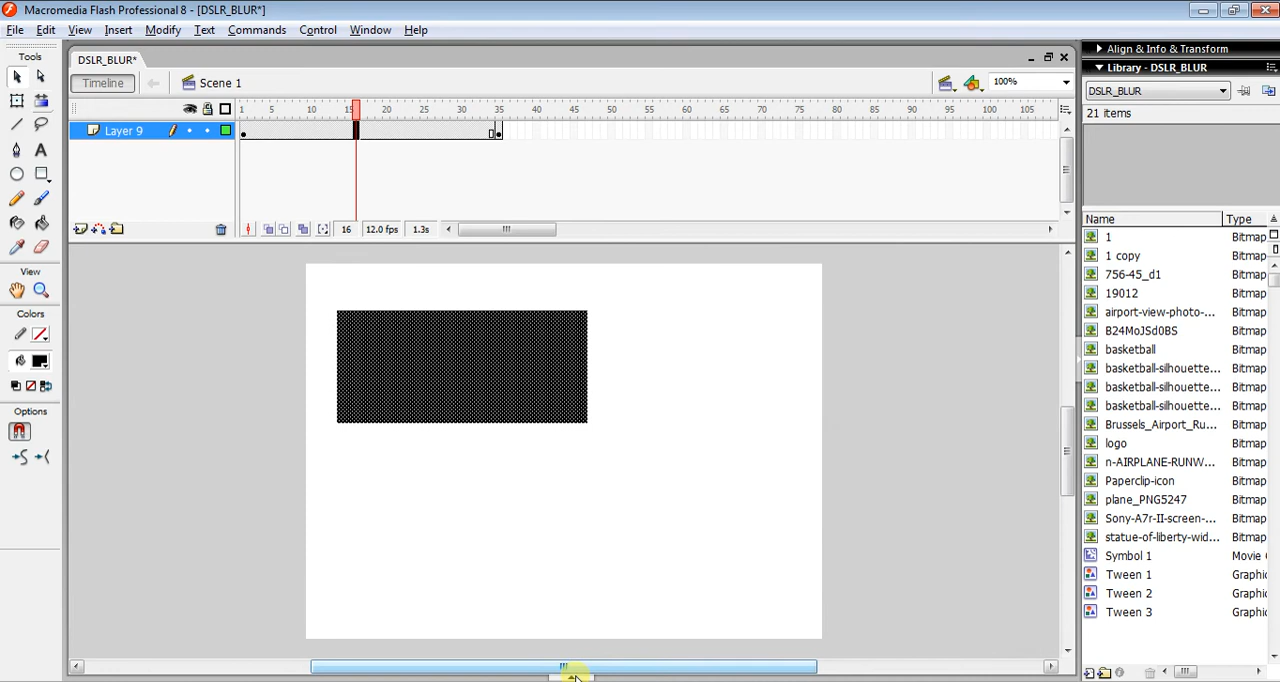 Macromedia Flash Professional 8 - [DSLR_BLUR*]
File Edit View Insert Modify Text Commands Control Window Help
Tools
View
Colors
Options
DSLR_BLUR*
Timeline
Scene 1
100%
1 5 10 15 20 25 30 35 40 45 50 55 60 65 70 75 80 85 90 95 100 105
Layer 9
16 12.0 fps 1.3s
Align & Info & Transform
Library - DSLR_BLUR
DSLR_BLUR
21 items
Name Type
1 Bitmap
1 copy Bitmap
756-45_d1 Bitmap
19012 Bitmap
airport-view-photo-... Bitmap
B24MoJSd0BS Bitmap
basketball Bitmap
basketball-silhouette... Bitmap
basketball-silhouette... Bitmap
basketball-silhouette... Bitmap
Brussels_Airport_Ru... Bitmap
logo Bitmap
n-AIRPLANE-RUNW... Bitmap
Paperclip-icon Bitmap
plane_PNG5247 Bitmap
Sony-A7r-II-screen-... Bitmap
statue-of-liberty-wid... Bitmap
Symbol 1 Movie
Tween 1 Graphic
Tween 2 Graphic
Tween 3 Graphic